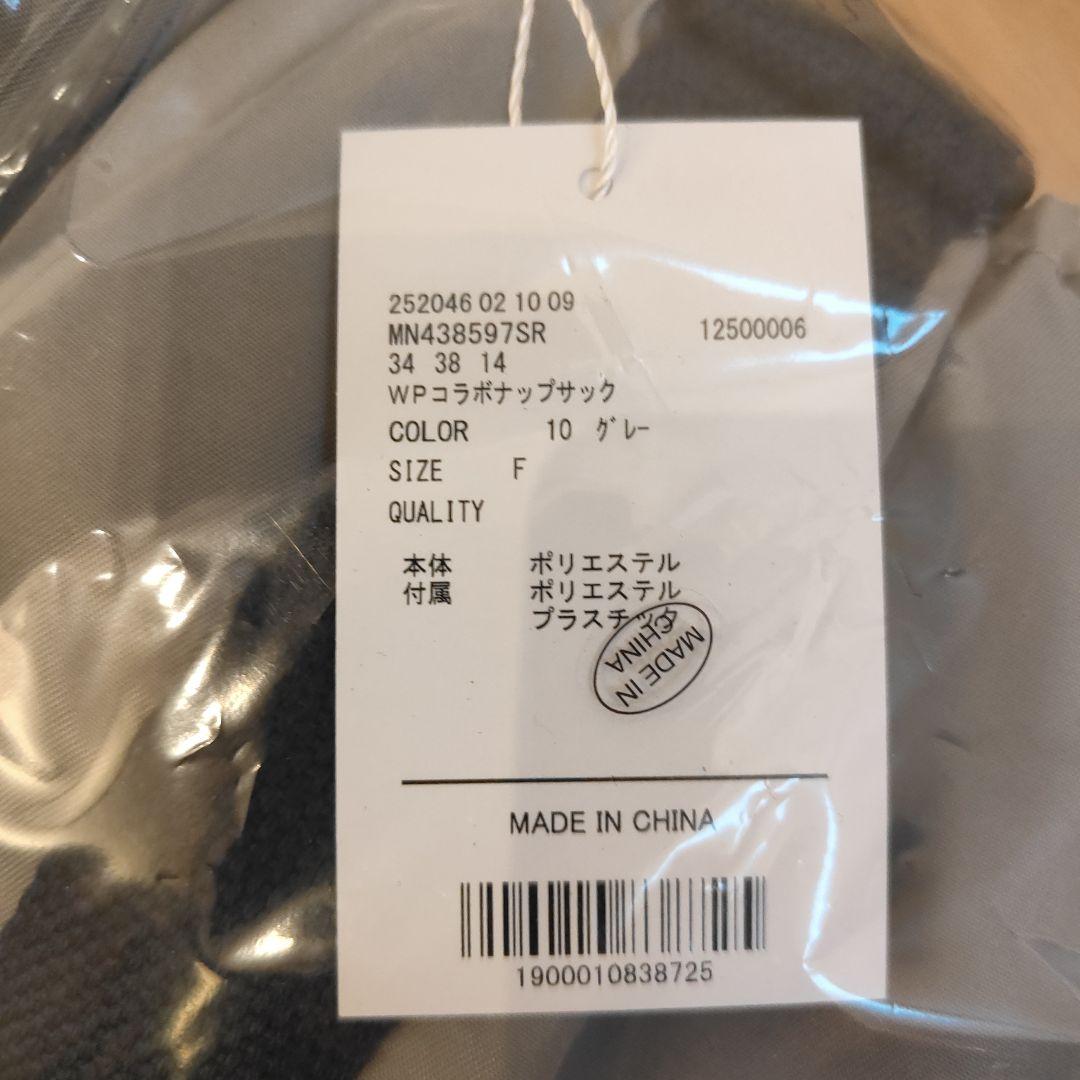 252046 02 10 09
MN438597SR 12500006
34 38 14
WPコラボナップサック
COLOR 10 グレー
SIZE F
QUALITY
本体 ポリエステル
付属 ポリエステル
プラスチック
MADE IN
CHINA
MADE IN CHINA
1900010838725